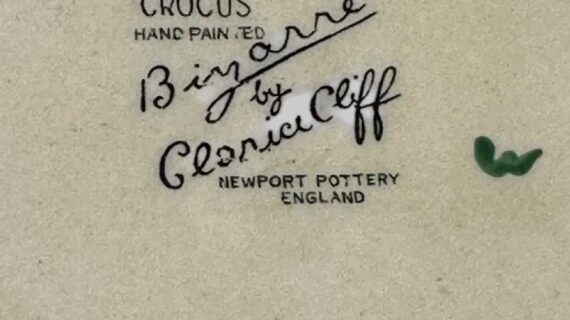 CROCUS
HAND PAINTED
Bizarre
by
Clarice Cliff
NEWPORT POTTERY
ENGLAND